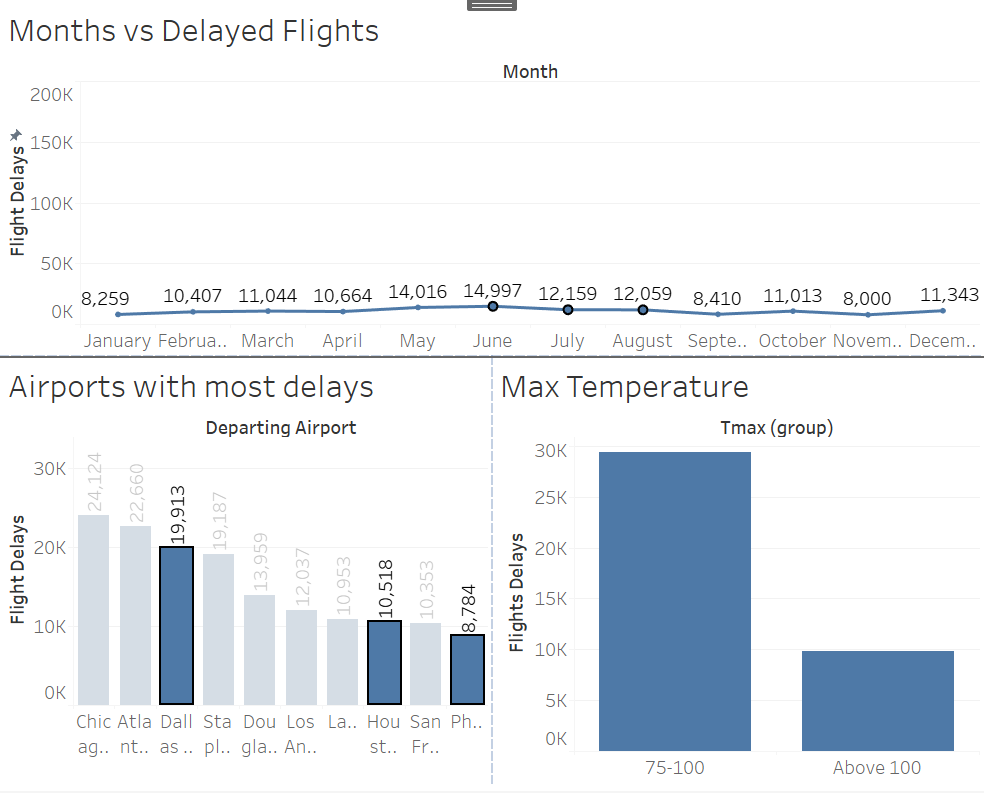 Months vs Delayed Flights
Month
200K
150K
100K
50K
0K
Flight Delays
8,259 10,407 11,044 10,664 14,016 14,997 12,159 12,059 8,410 11,013 8,000 11,343
January Februa.. March April May June July August Septe.. October Novem.. Decem..
Airports with most delays
Departing Airport
30K
20K
10K
0K
Flight Delays
24,124 22,660 19,913 19,187 13,959 12,037 10,953 10,518 10,353 8,784
Chic Atla Dall Sta Dou Los La.. Hou San Ph..
ag.. nt.. as .. pl.. gla.. An.. st.. Fr..
Max Temperature
Tmax (group)
30K
25K
20K
15K
10K
5K
0K
Flights Delays
75-100 Above 100